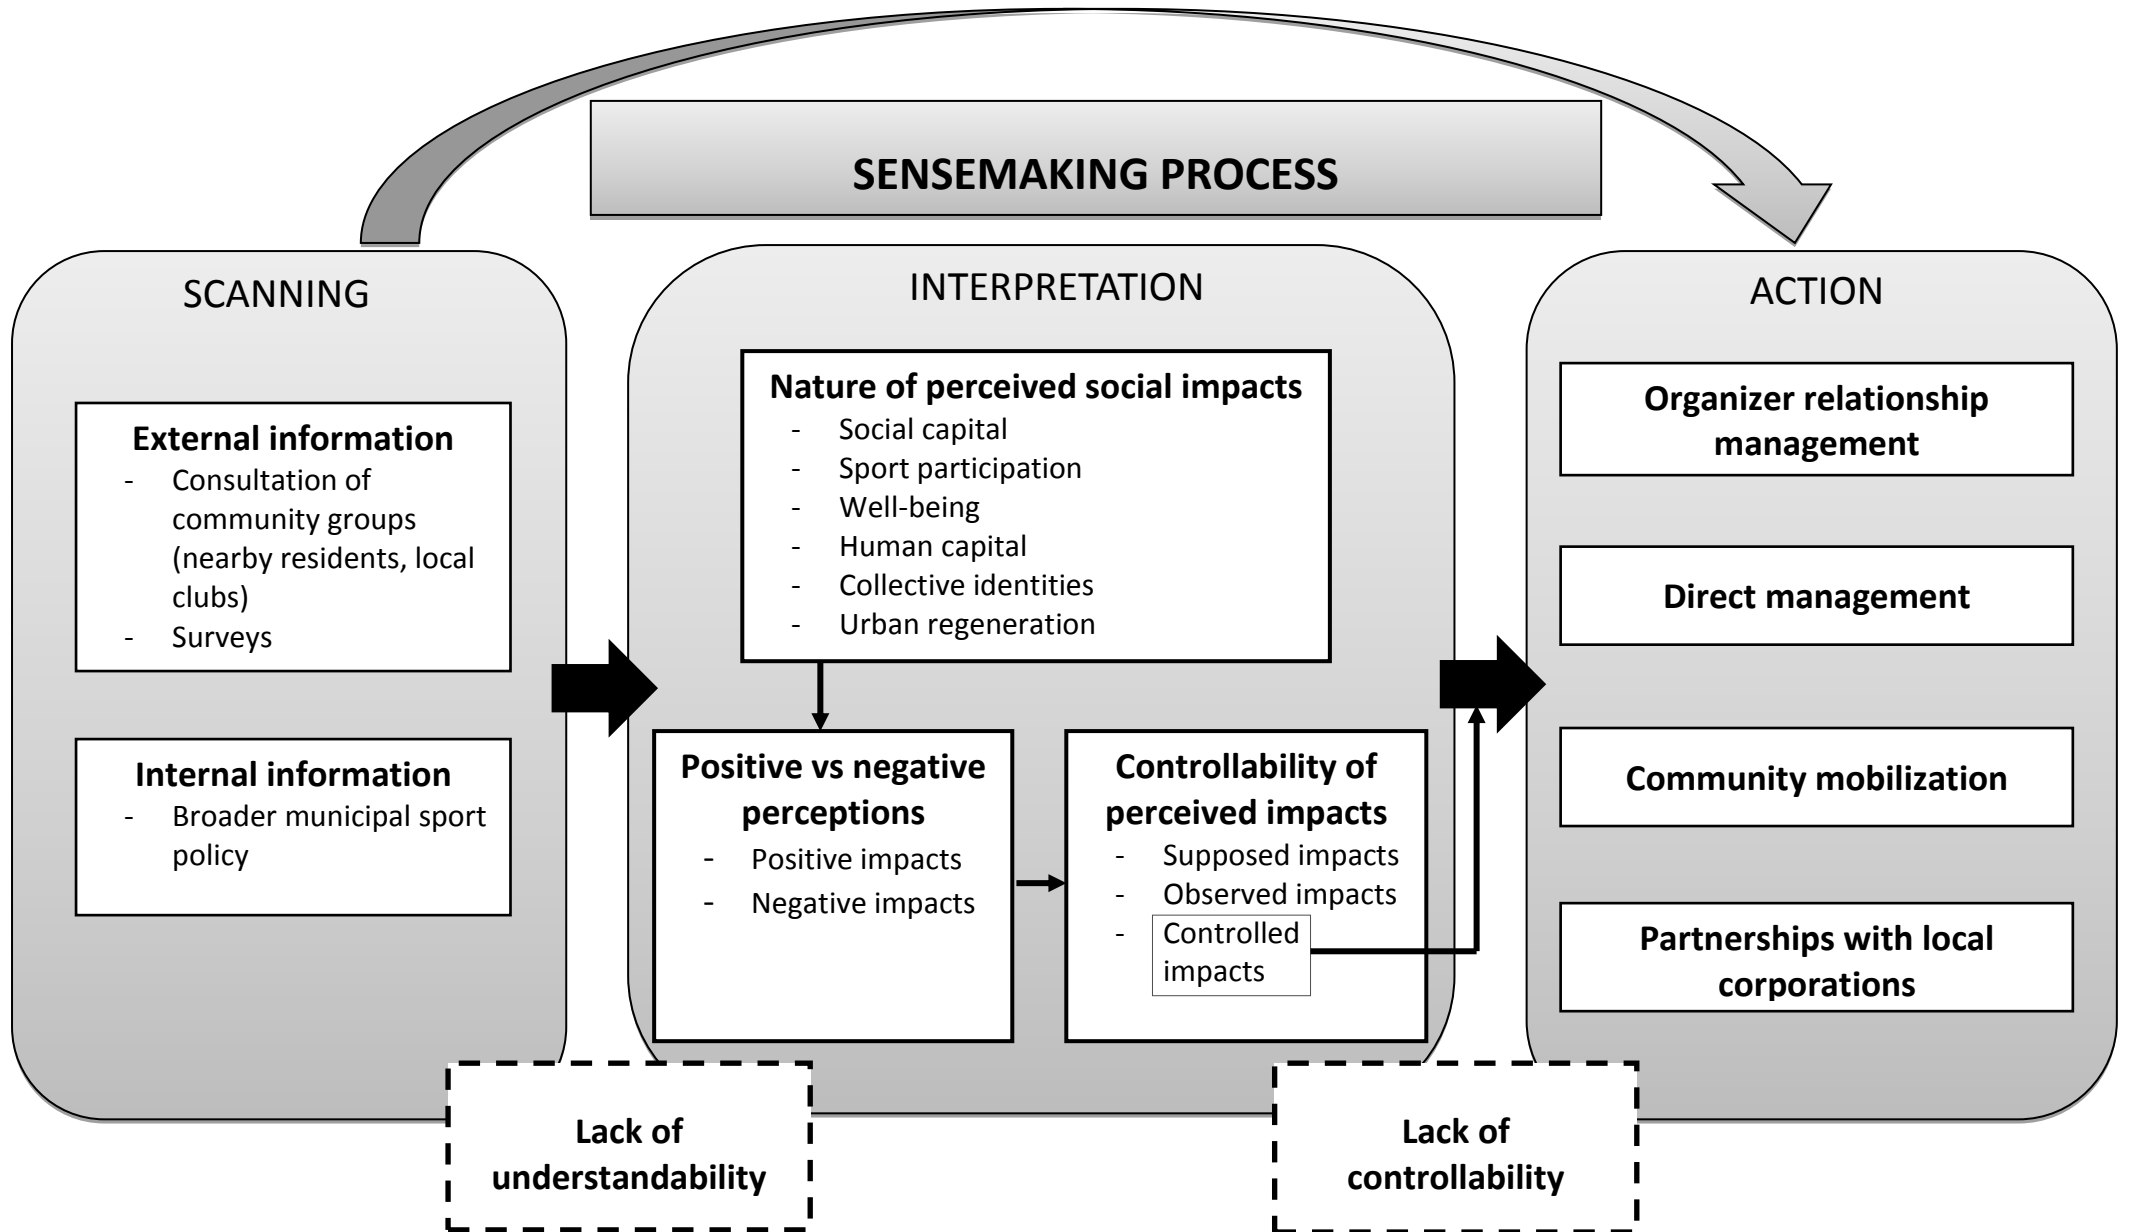 SENSEMAKING PROCESS
SCANNING
External information
- Consultation of
community groups
(nearby residents, local
clubs)
- Surveys
Internal information
- Broader municipal sport
policy
INTERPRETATION
Nature of perceived social impacts
- Social capital
- Sport participation
- Well-being
- Human capital
- Collective identities
- Urban regeneration
Positive vs negative
perceptions
- Positive impacts
- Negative impacts
Controllability of
perceived impacts
- Supposed impacts
- Observed impacts
- Controlled
impacts
ACTION
Organizer relationship
management
Direct management
Community mobilization
Partnerships with local
corporations
Lack of
understandability
Lack of
controllability